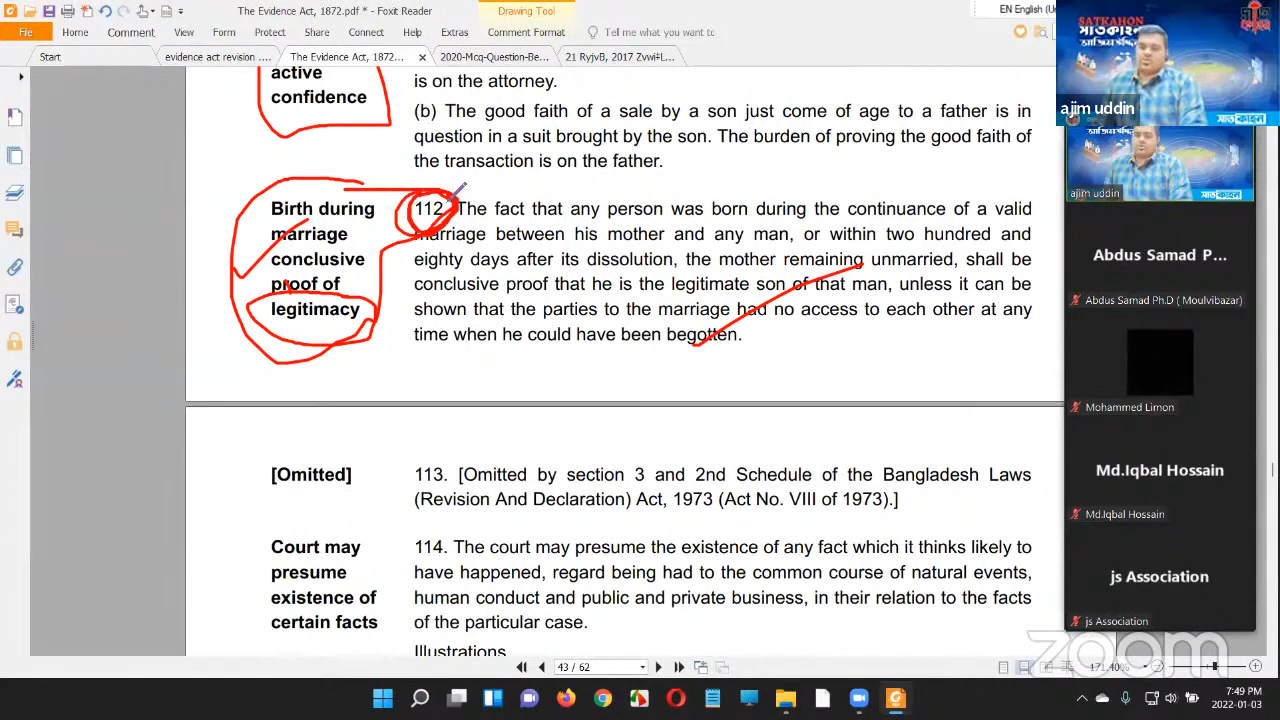 The Evidence Act, 1872.pdf * - Foxit Reader
Drawing Tool
EN English (Un
File Home Comment View Form Protect Share Connect Help Extras Comment Format Tell me what you want to do..
Start
evidence act revision ....
The Evidence Act, 1872...
2020-Mcq-Question-Be...
21 RyjvB, 2017 Zvwi‡L...
active
confidence
is on the attorney.
(b) The good faith of a sale by a son just come of age to a father is in
question in a suit brought by the son. The burden of proving the good faith of
the transaction is on the father.
Birth during
marriage
conclusive
proof of
legitimacy
112. The fact that any person was born during the continuance of a valid
marriage between his mother and any man, or within two hundred and
eighty days after its dissolution, the mother remaining unmarried, shall be
conclusive proof that he is the legitimate son of that man, unless it can be
shown that the parties to the marriage had no access to each other at any
time when he could have been begotten.
[Omitted]
113. [Omitted by section 3 and 2nd Schedule of the Bangladesh Laws
(Revision And Declaration) Act, 1973 (Act No. VIII of 1973).]
Court may
presume
existence of
certain facts
114. The court may presume the existence of any fact which it thinks likely to
have happened, regard being had to the common course of natural events,
human conduct and public and private business, in their relation to the facts
of the particular case.
Illustrations
43 / 62
171.40%
SATKAHON
সাতকাহন
ajim uddin
সাতকাহন
ajim uddin
Abdus Samad P...
Abdus Samad Ph.D ( Moulvibazar)
Mohammed Limon
Md.Iqbal Hossain
Md.Iqbal Hossain
js Association
js Association
zoom
7:49 PM
2022-01-03